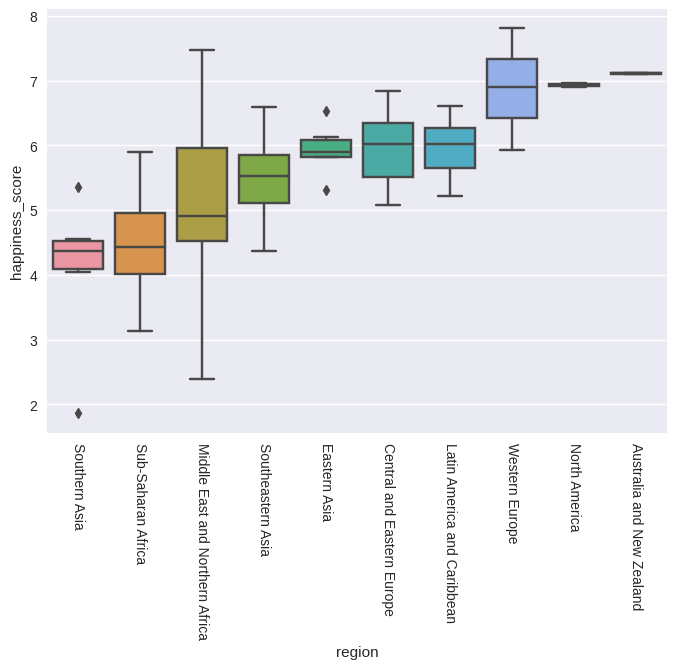 8
7
6
5
4
3
2
happiness_score
Southern Asia
Sub-Saharan Africa
Middle East and Northern Africa
Southeastern Asia
Eastern Asia
Central and Eastern Europe
Latin America and Caribbean
Western Europe
North America
Australia and New Zealand
region